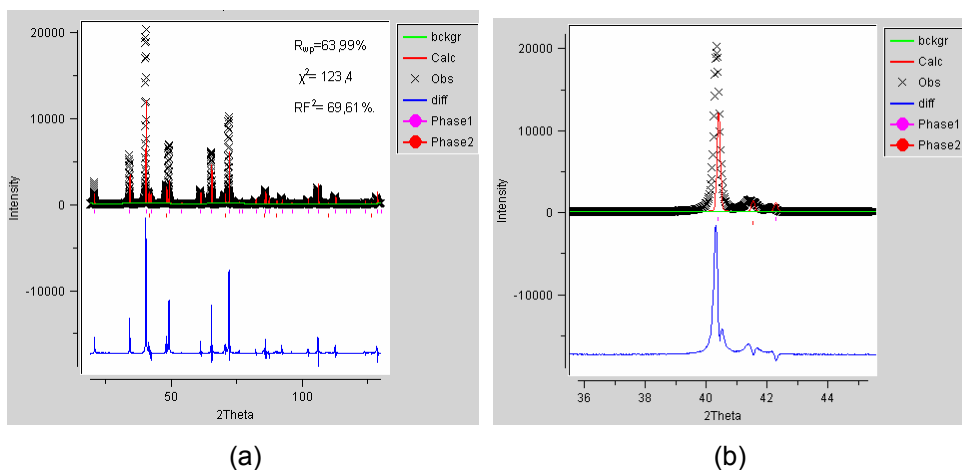 20000
10000
0
-10000
Intensity
50
100
2Theta
Rwp=63,99%
χ²= 123,4
RF²= 69,61%.
bckgr
Calc
Obs
diff
Phase1
Phase2
(a)
20000
10000
0
-10000
Intensity
36
38
40
42
44
2Theta
bckgr
Calc
Obs
diff
Phase1
Phase2
(b)